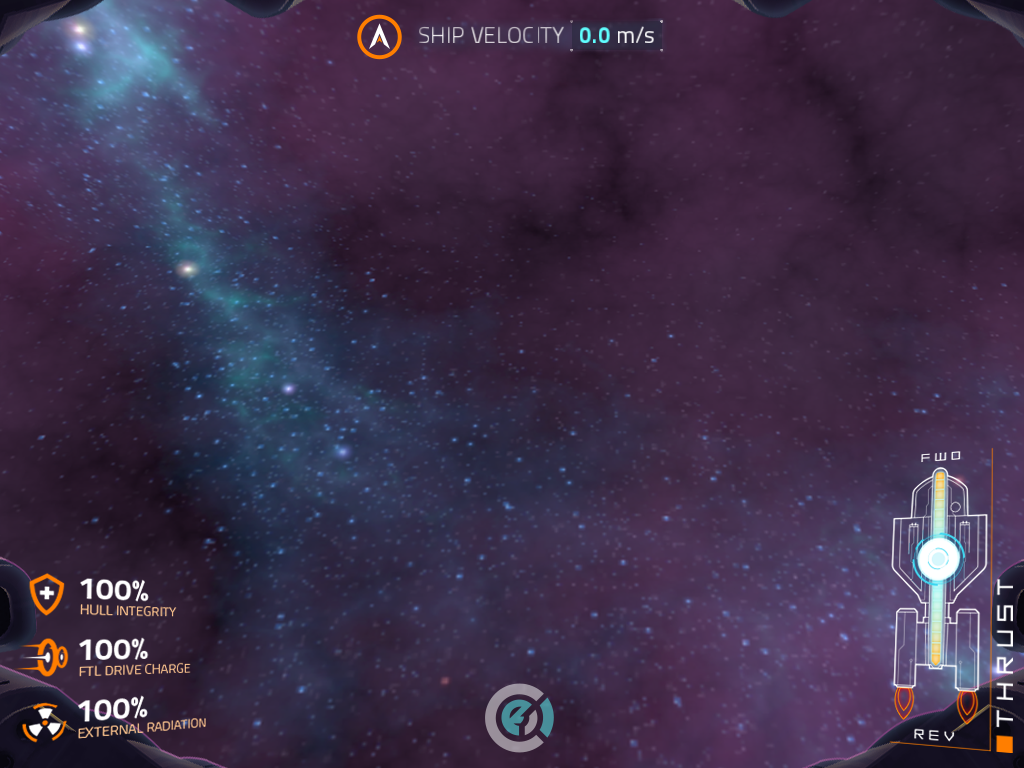 SHIP VELOCITY 0.0 m/s
FWD
100%
HULL INTEGRITY
100%
FTL DRIVE CHARGE
100%
EXTERNAL RADIATION
THRUST
REV